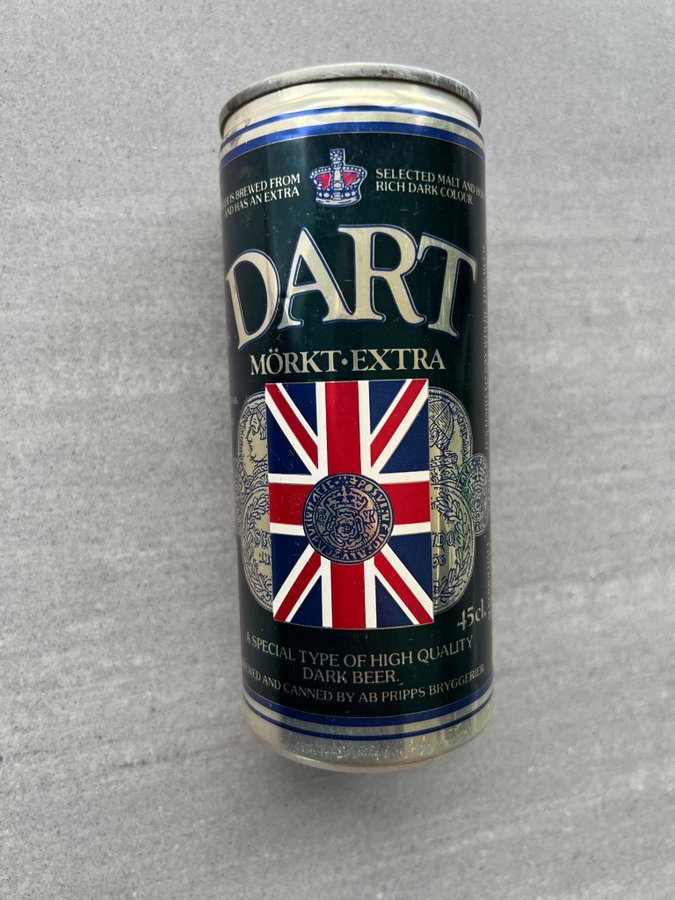 IS BREWED FROM
AND HAS AN EXTRA
SELECTED MALT AND
RICH DARK COLOUR.
DART
MÖRKT·EXTRA
45cl.
A SPECIAL TYPE OF HIGH QUALITY
DARK BEER.
AND CANNED BY AB PRIPPS BRYGGERIER